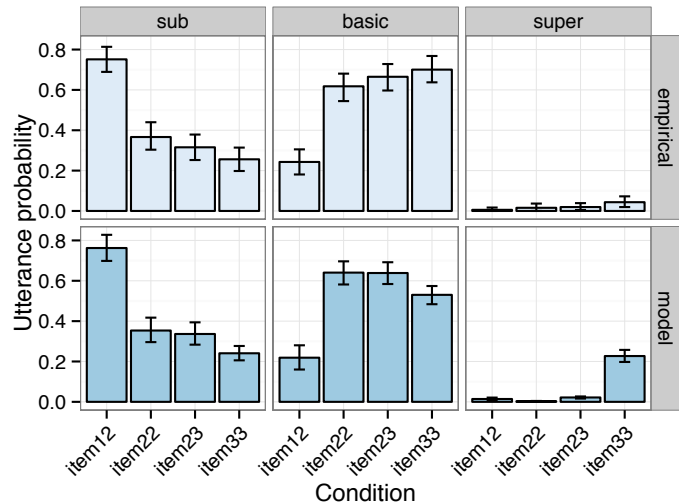 sub basic super
0.8
0.6
0.4
0.2
0.0
empirical
0.8
0.6
0.4
0.2
0.0
model
Utterance probability
item12 item22 item23 item33 item12 item22 item23 item33 item12 item22 item23 item33
Condition